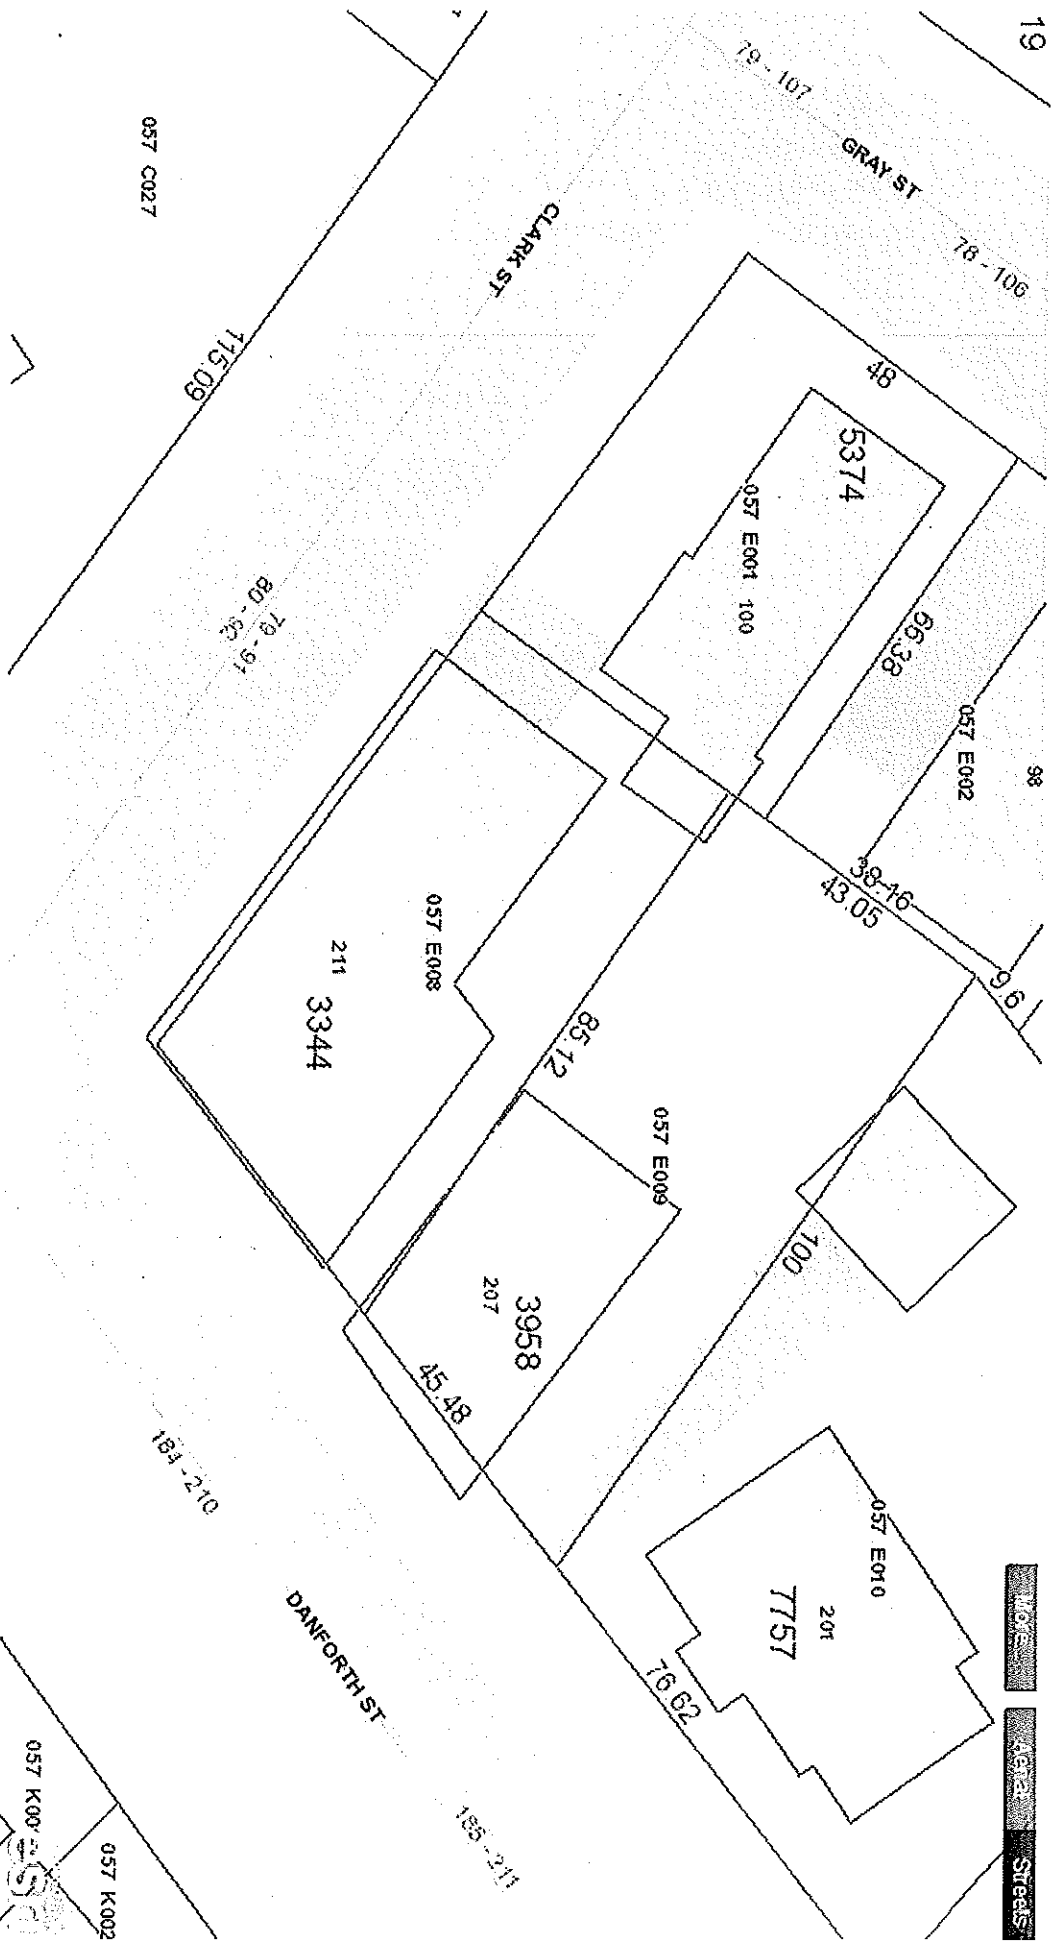 19
More
Aerial
Streets
79 - 107
GRAY ST
78 - 106
057 C027
CLARK ST
115.09
48
5374
057 E001 100
66.38
057 E002
98
80 - 92
79 - 91
38.16
43.05
9.6
057 E008
211
3344
85.12
057 E009
207
3958
100
45.48
057 E010
201
7757
76.62
184 - 210
DANFORTH ST
185 - 211
057 K002